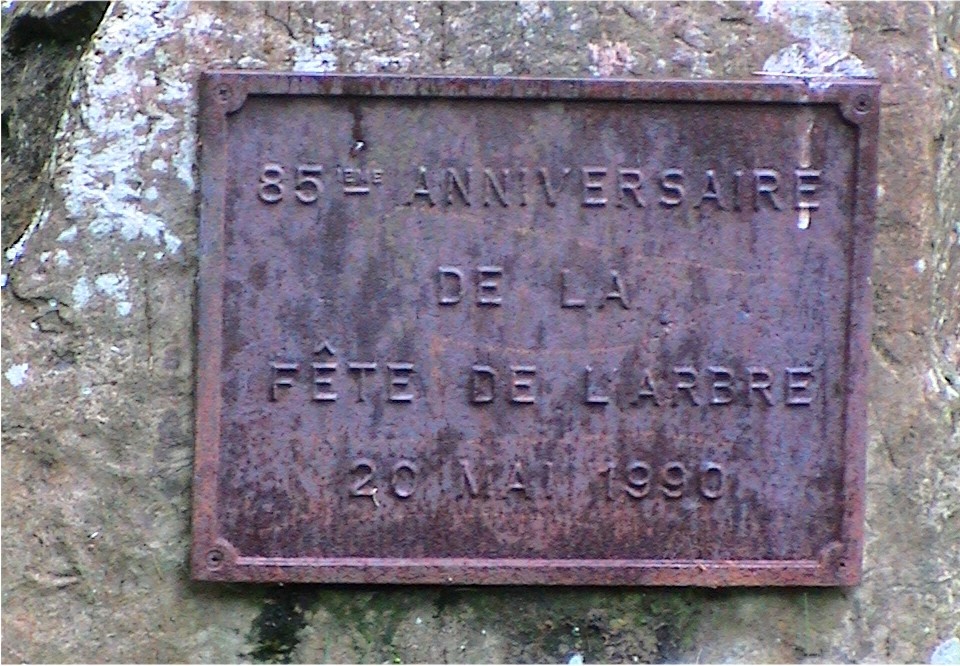 85ÈME ANNIVERSAIRE
DE LA
FÊTE DE L'ARBRE
20 MAI 1990